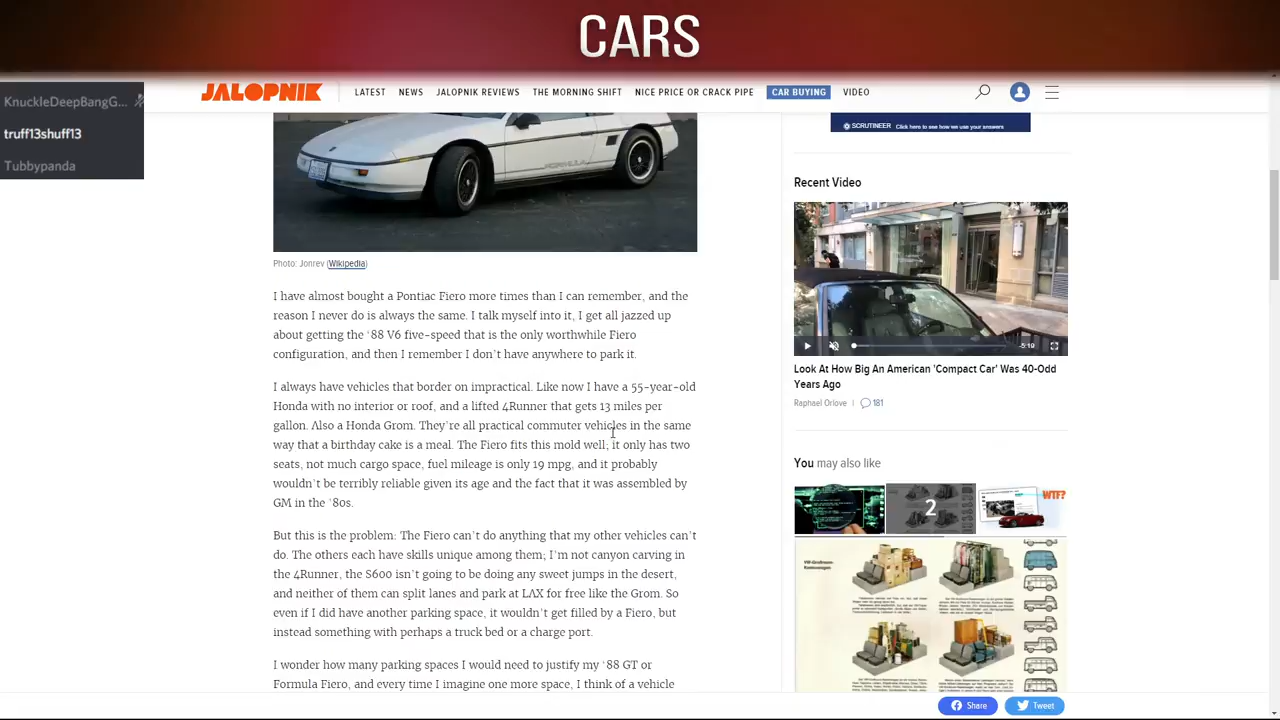 CARS
KnuckleDeepBangG...
truff13shuff13
Tubbypanda
JALOPNIK
LATEST NEWS JALOPNIK REVIEWS THE MORNING SHIFT NICE PRICE OR CRACK PIPE CAR BUYING VIDEO
FORMULA
Photo: Jonrev (Wikipedia)
I have almost bought a Pontiac Fiero more times than I can remember, and the
reason I never do is always the same. I talk myself into it, I get all jazzed up
about getting the ‘88 V6 five-speed that is the only worthwhile Fiero
configuration, and then I remember I don’t have anywhere to park it.
I always have vehicles that border on impractical. Like now I have a 55-year-old
Honda with no interior or roof, and a lifted 4Runner that gets 13 miles per
gallon. Also a Honda Grom. They’re all practical commuter vehicles in the same
way that a birthday cake is a meal. The Fiero fits this mold well; it only has two
seats, not much cargo space, fuel mileage is only 19 mpg, and it probably
wouldn’t be terribly reliable given its age and the fact that it was assembled by
GM in the ‘80s.
But this is the problem. The Fiero can’t do anything that my other vehicles can’t
do. The others each have skills unique among them. I’m not canyon carving in
the 4Runner, the S600 isn’t going to be doing any sweet jumps in the desert,
and neither of them can split lanes or park at LAX for free like the Grom. So
if I did have another parking space, it wouldn’t be filled by a Fiero, but
instead something with perhaps a truck bed or a charge port.
I wonder how many parking spaces I would need to justify my ‘88 GT or
Formula Fiero
I think of a vehicle
SCRUTINEER Click here to see how we use your answers
Recent Video
-5:19
Look At How Big An American 'Compact Car' Was 40-Odd
Years Ago
Raphael Orlove 181
You may also like
2
WTF?
Share
Tweet